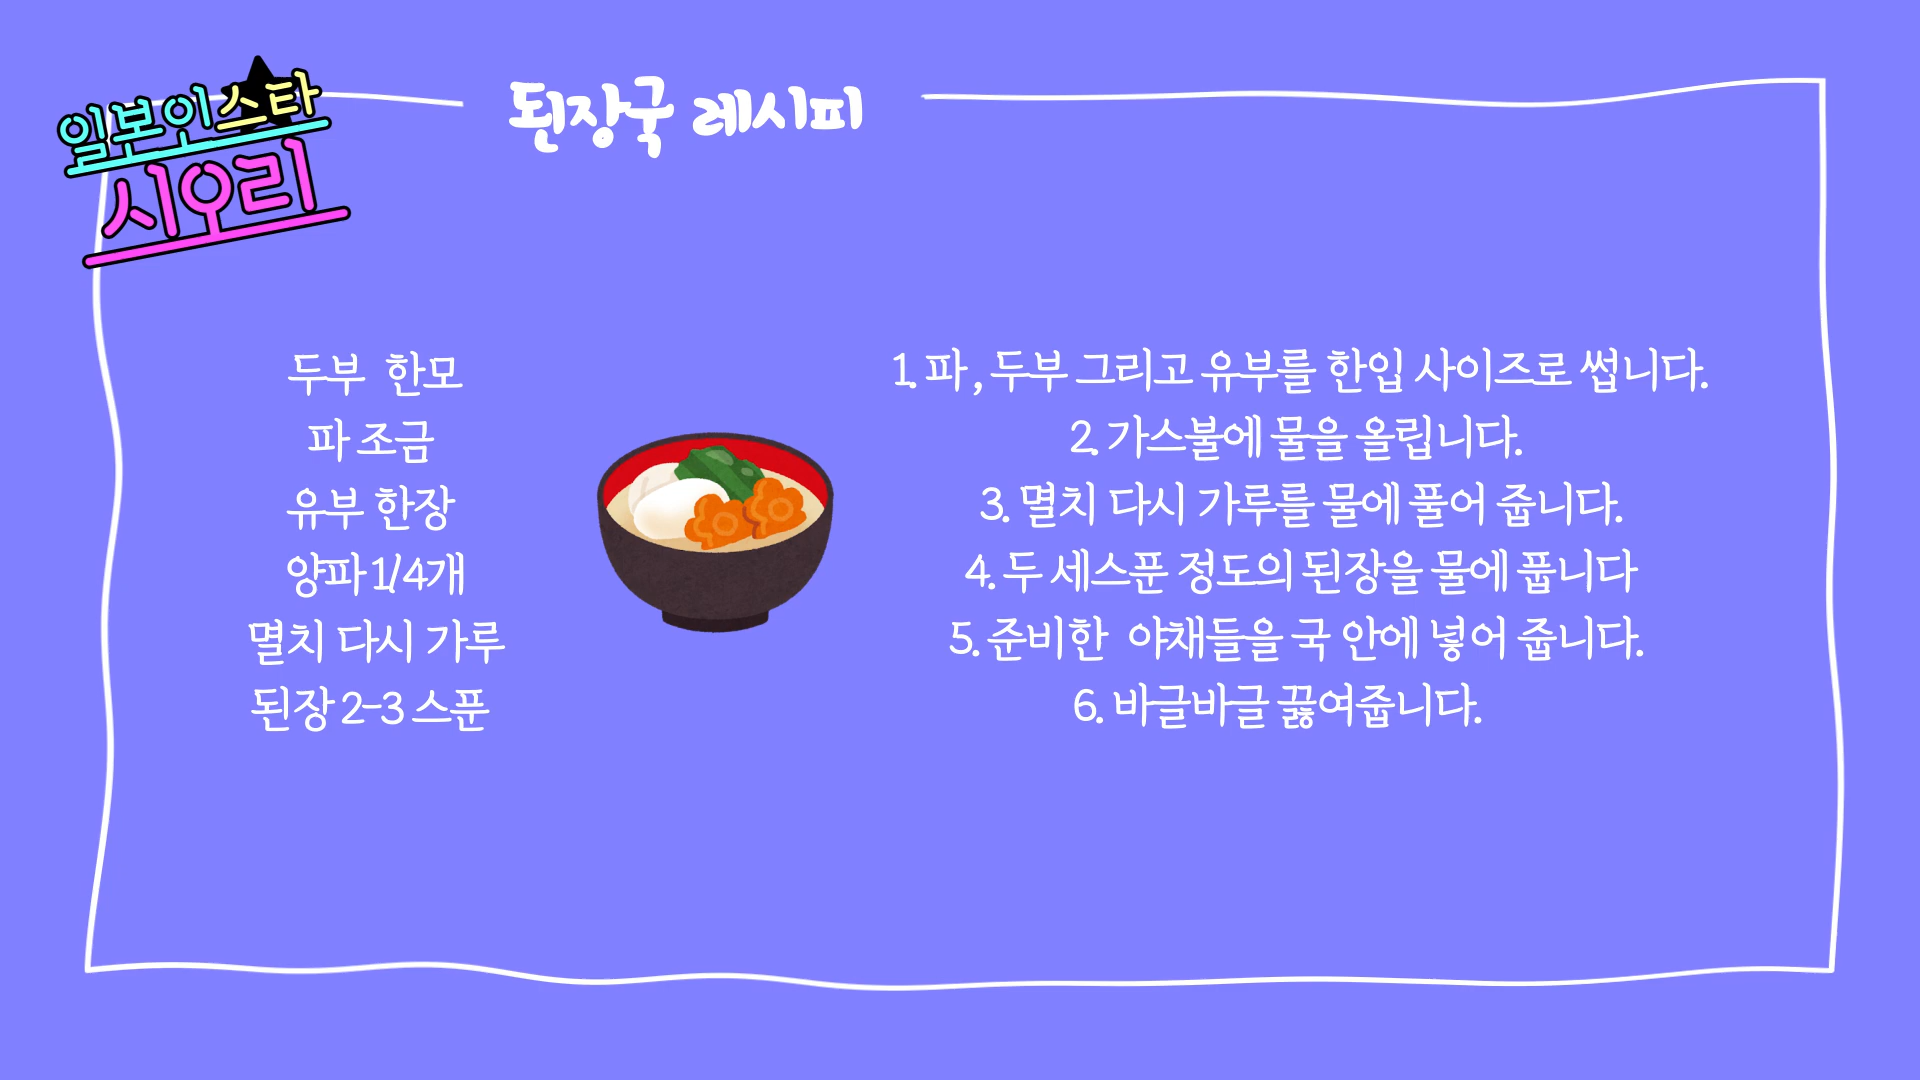 일본인스타
시오리
된장국 레시피
두부 한모
파 조금
유부 한장
양파 1/4개
멸치 다시 가루
된장 2-3 스푼
1. 파, 두부 그리고 유부를 한입 사이즈로 썹니다.
2. 가스불에 물을 올립니다.
3. 멸치 다시 가루를 물에 풀어 줍니다.
4. 두 세스푼 정도의 된장을 물에 풉니다
5. 준비한 야채들을 국 안에 넣어 줍니다.
6. 바글바글 끓여줍니다.